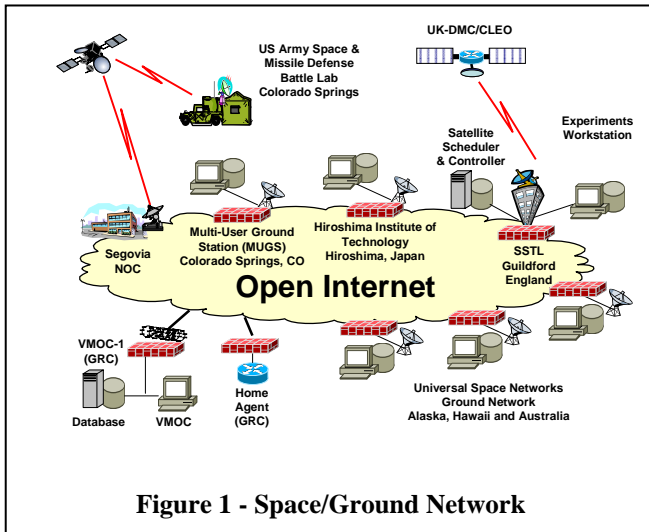 UK-DMC/CLEO
US Army Space &
Missile Defense
Battle Lab
Colorado Springs
Experiments
Workstation
Satellite
Scheduler
& Controller
Segovia
NOC
Multi-User Ground
Station (MUGS)
Colorado Springs, CO
Hiroshima Institute of
Technology
Hiroshima, Japan
SSTL
Guildford
England
Open Internet
VMOC-1
(GRC)
Database
VMOC
Home
Agent
(GRC)
Universal Space Networks
Ground Network
Alaska, Hawaii and Australia
Figure 1 - Space/Ground Network